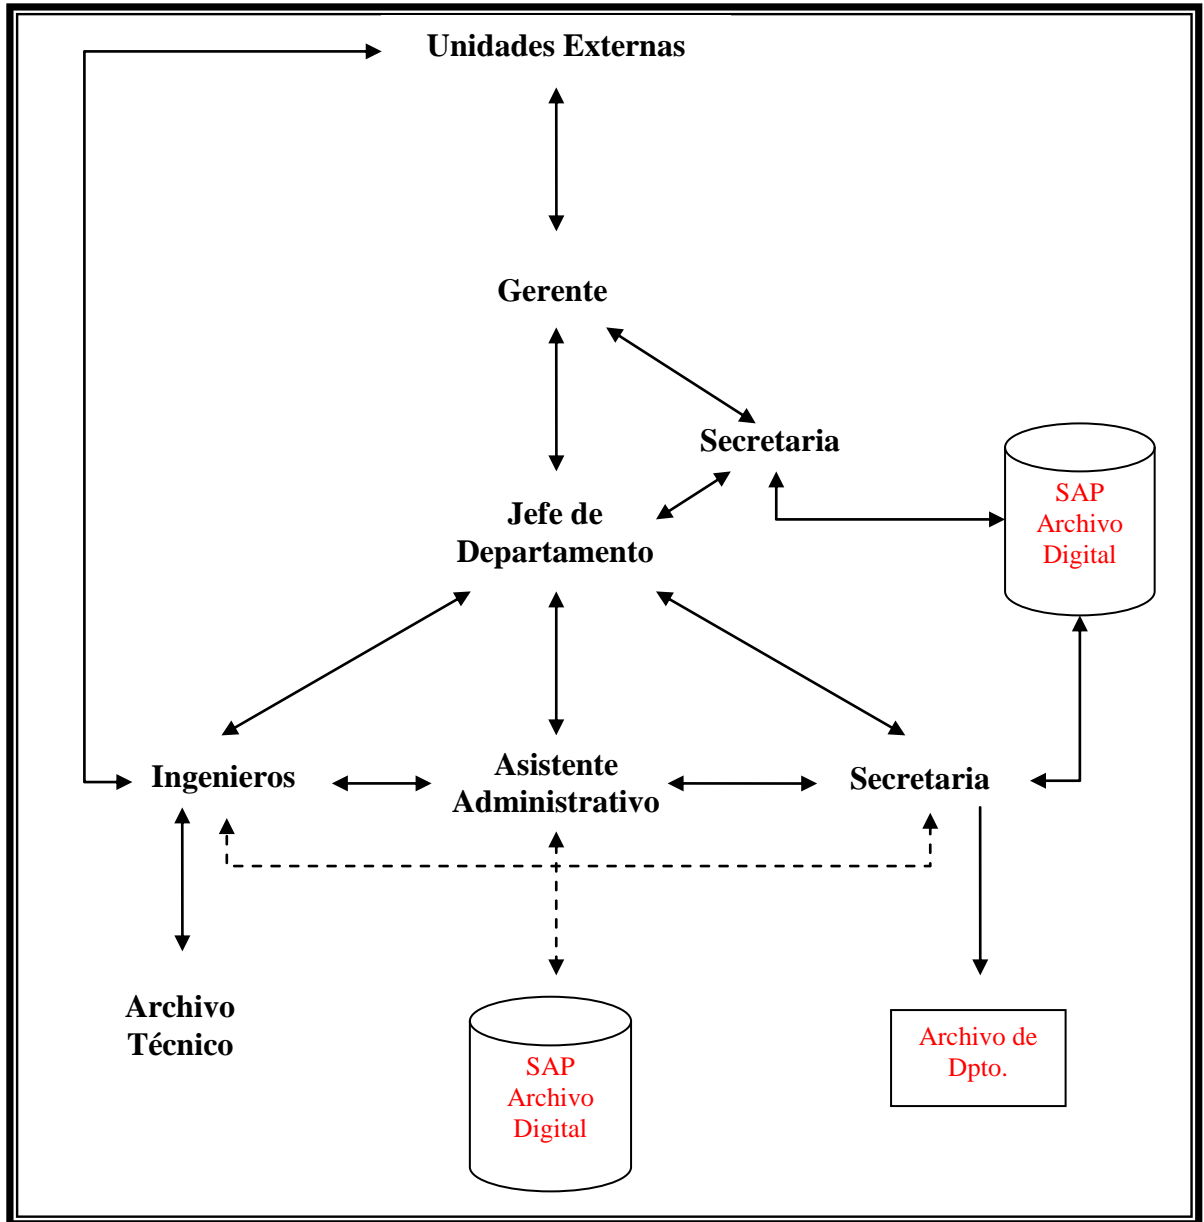 Unidades Externas
Gerente
Secretaria
SAP
Archivo
Digital
Jefe de
Departamento
Ingenieros
Asistente
Administrativo
Secretaria
Archivo
Técnico
SAP
Archivo
Digital
Archivo de
Dpto.